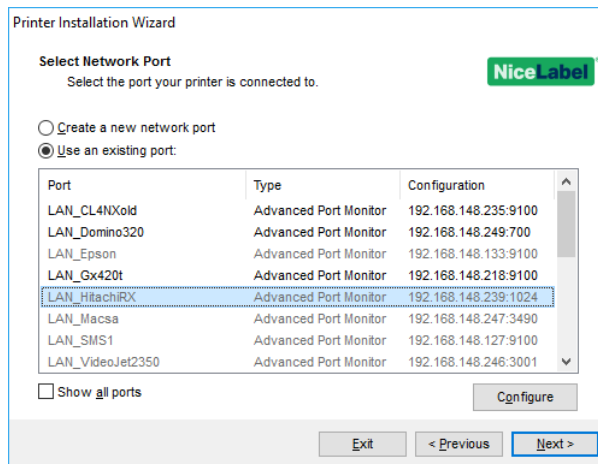 Printer Installation Wizard
Select Network Port
Select the port your printer is connected to.
NiceLabel
Create a new network port
Use an existing port:
Port Type Configuration
LAN_CL4NXold Advanced Port Monitor 192.168.148.235:9100
LAN_Domino320 Advanced Port Monitor 192.168.148.249:700
LAN_Epson Advanced Port Monitor 192.168.148.133:9100
LAN_Gx420t Advanced Port Monitor 192.168.148.218:9100
LAN_HitachiRX Advanced Port Monitor 192.168.148.239:1024
LAN_Macsa Advanced Port Monitor 192.168.148.247:3490
LAN_SMS1 Advanced Port Monitor 192.168.148.127:9100
LAN_VideoJet2350 Advanced Port Monitor 192.168.148.246:3001
Show all ports
Configure
Exit < Previous Next >